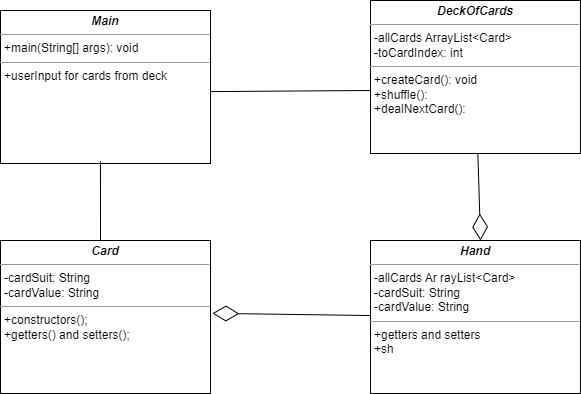 Main
+main(String[] args): void
+userInput for cards from deck
DeckOfCards
-allCards ArrayList<Card>
-toCardIndex: int
+createCard(): void
+shuffle():
+dealNextCard():
Card
-cardSuit: String
-cardValue: String
+constructors();
+getters() and setters();
Hand
-allCards Ar rayList<Card>
-cardSuit: String
-cardValue: String
+getters and setters
+sh